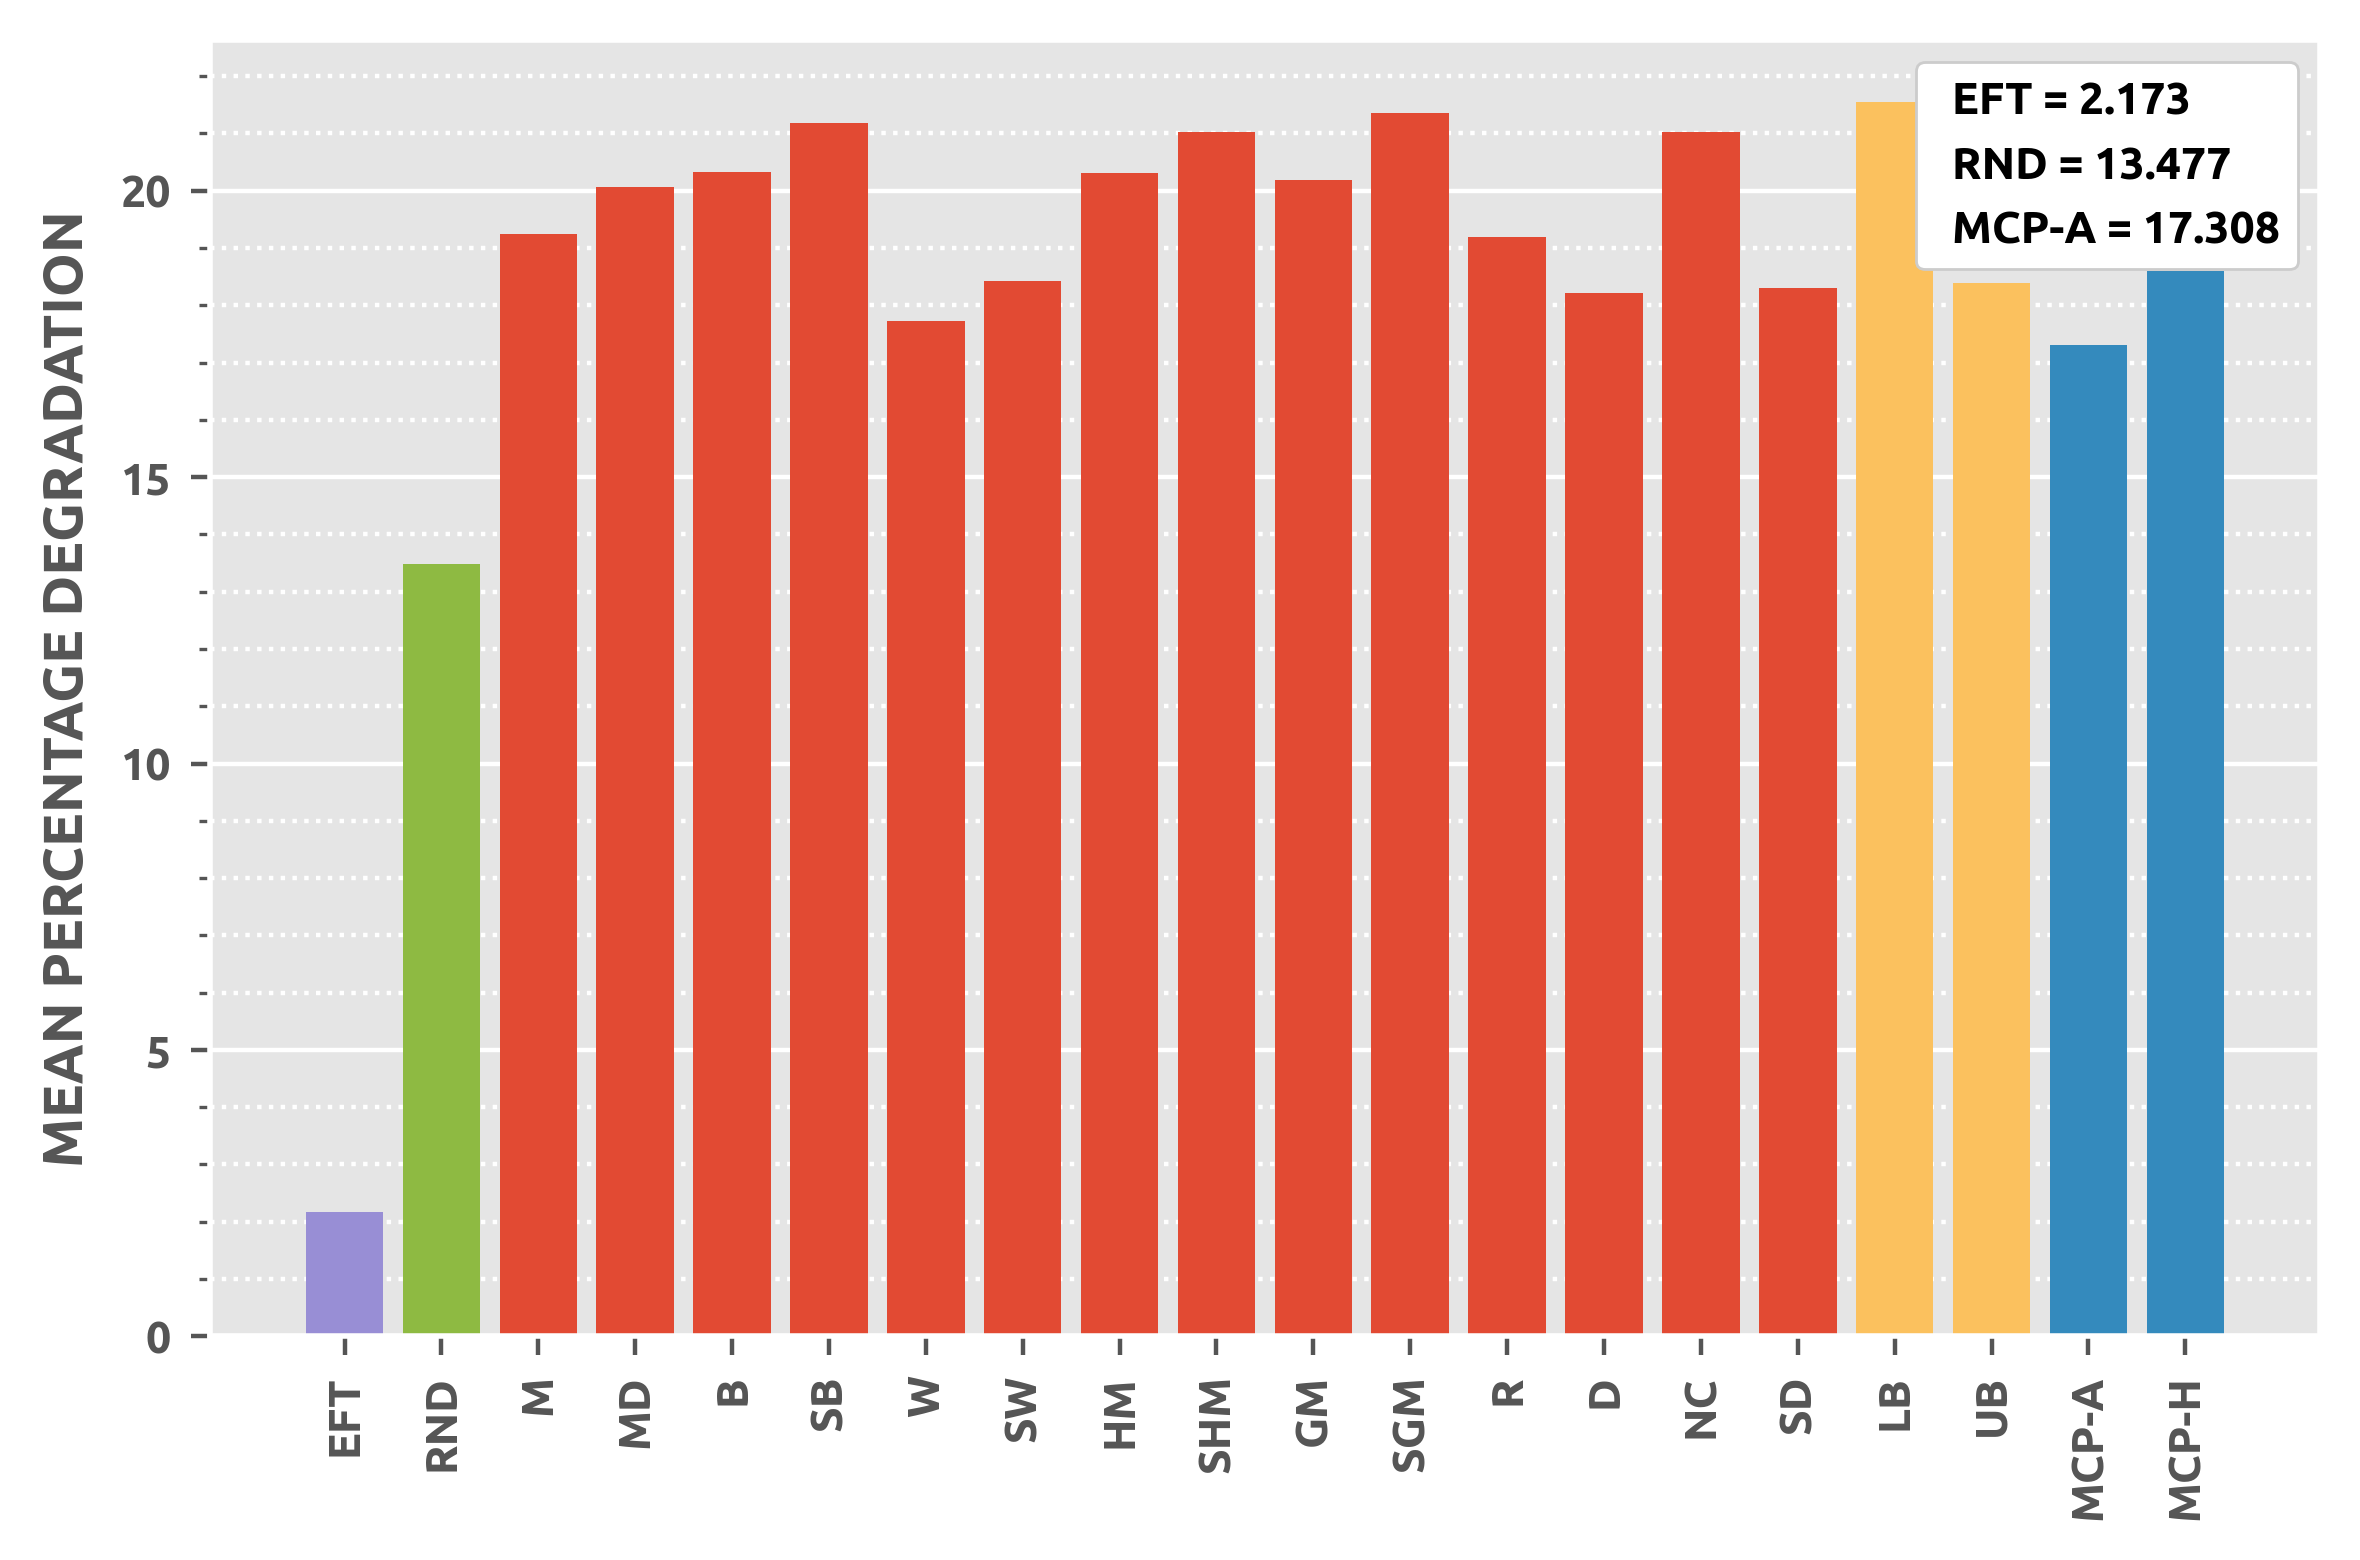 MEAN PERCENTAGE DEGRADATION
20
15
10
5
0
EFT = 2.173
RND = 13.477
MCP-A = 17.308
EFT
RND
M
MD
B
SB
W
SW
HM
SHM
GM
SGM
R
D
NC
SD
LB
UB
MCP-A
MCP-H